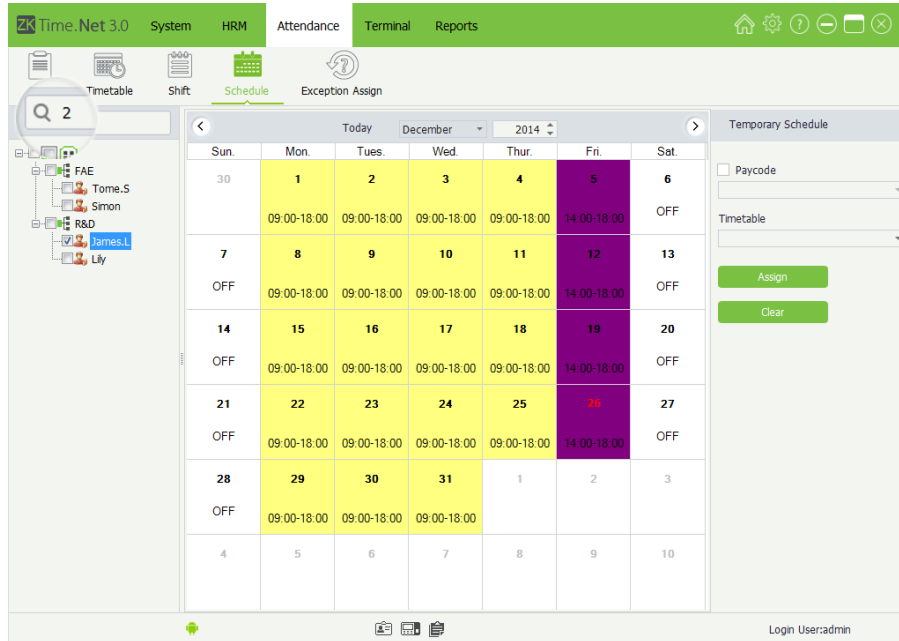 ZK Time.Net 3.0 System HRM Attendance Terminal Reports
Timetable Shift Schedule Exception Assign
2
Today December 2014
Temporary Schedule
Sun. Mon. Tues. Wed. Thur. Fri. Sat.
FAE
Tome.S
Simon
R&D
James.L
Lily
30 1 2 3 4 5 6
09:00-18:00 09:00-18:00 09:00-18:00 09:00-18:00 14:00-18:00 OFF
7 8 9 10 11 12 13
OFF 09:00-18:00 09:00-18:00 09:00-18:00 09:00-18:00 14:00-18:00 OFF
14 15 16 17 18 19 20
OFF 09:00-18:00 09:00-18:00 09:00-18:00 09:00-18:00 14:00-18:00 OFF
21 22 23 24 25 26 27
OFF 09:00-18:00 09:00-18:00 09:00-18:00 09:00-18:00 14:00-18:00 OFF
28 29 30 31 1 2 3
OFF 09:00-18:00 09:00-18:00 09:00-18:00
4 5 6 7 8 9 10
Paycode
Timetable
Assign
Clear
Login User:admin